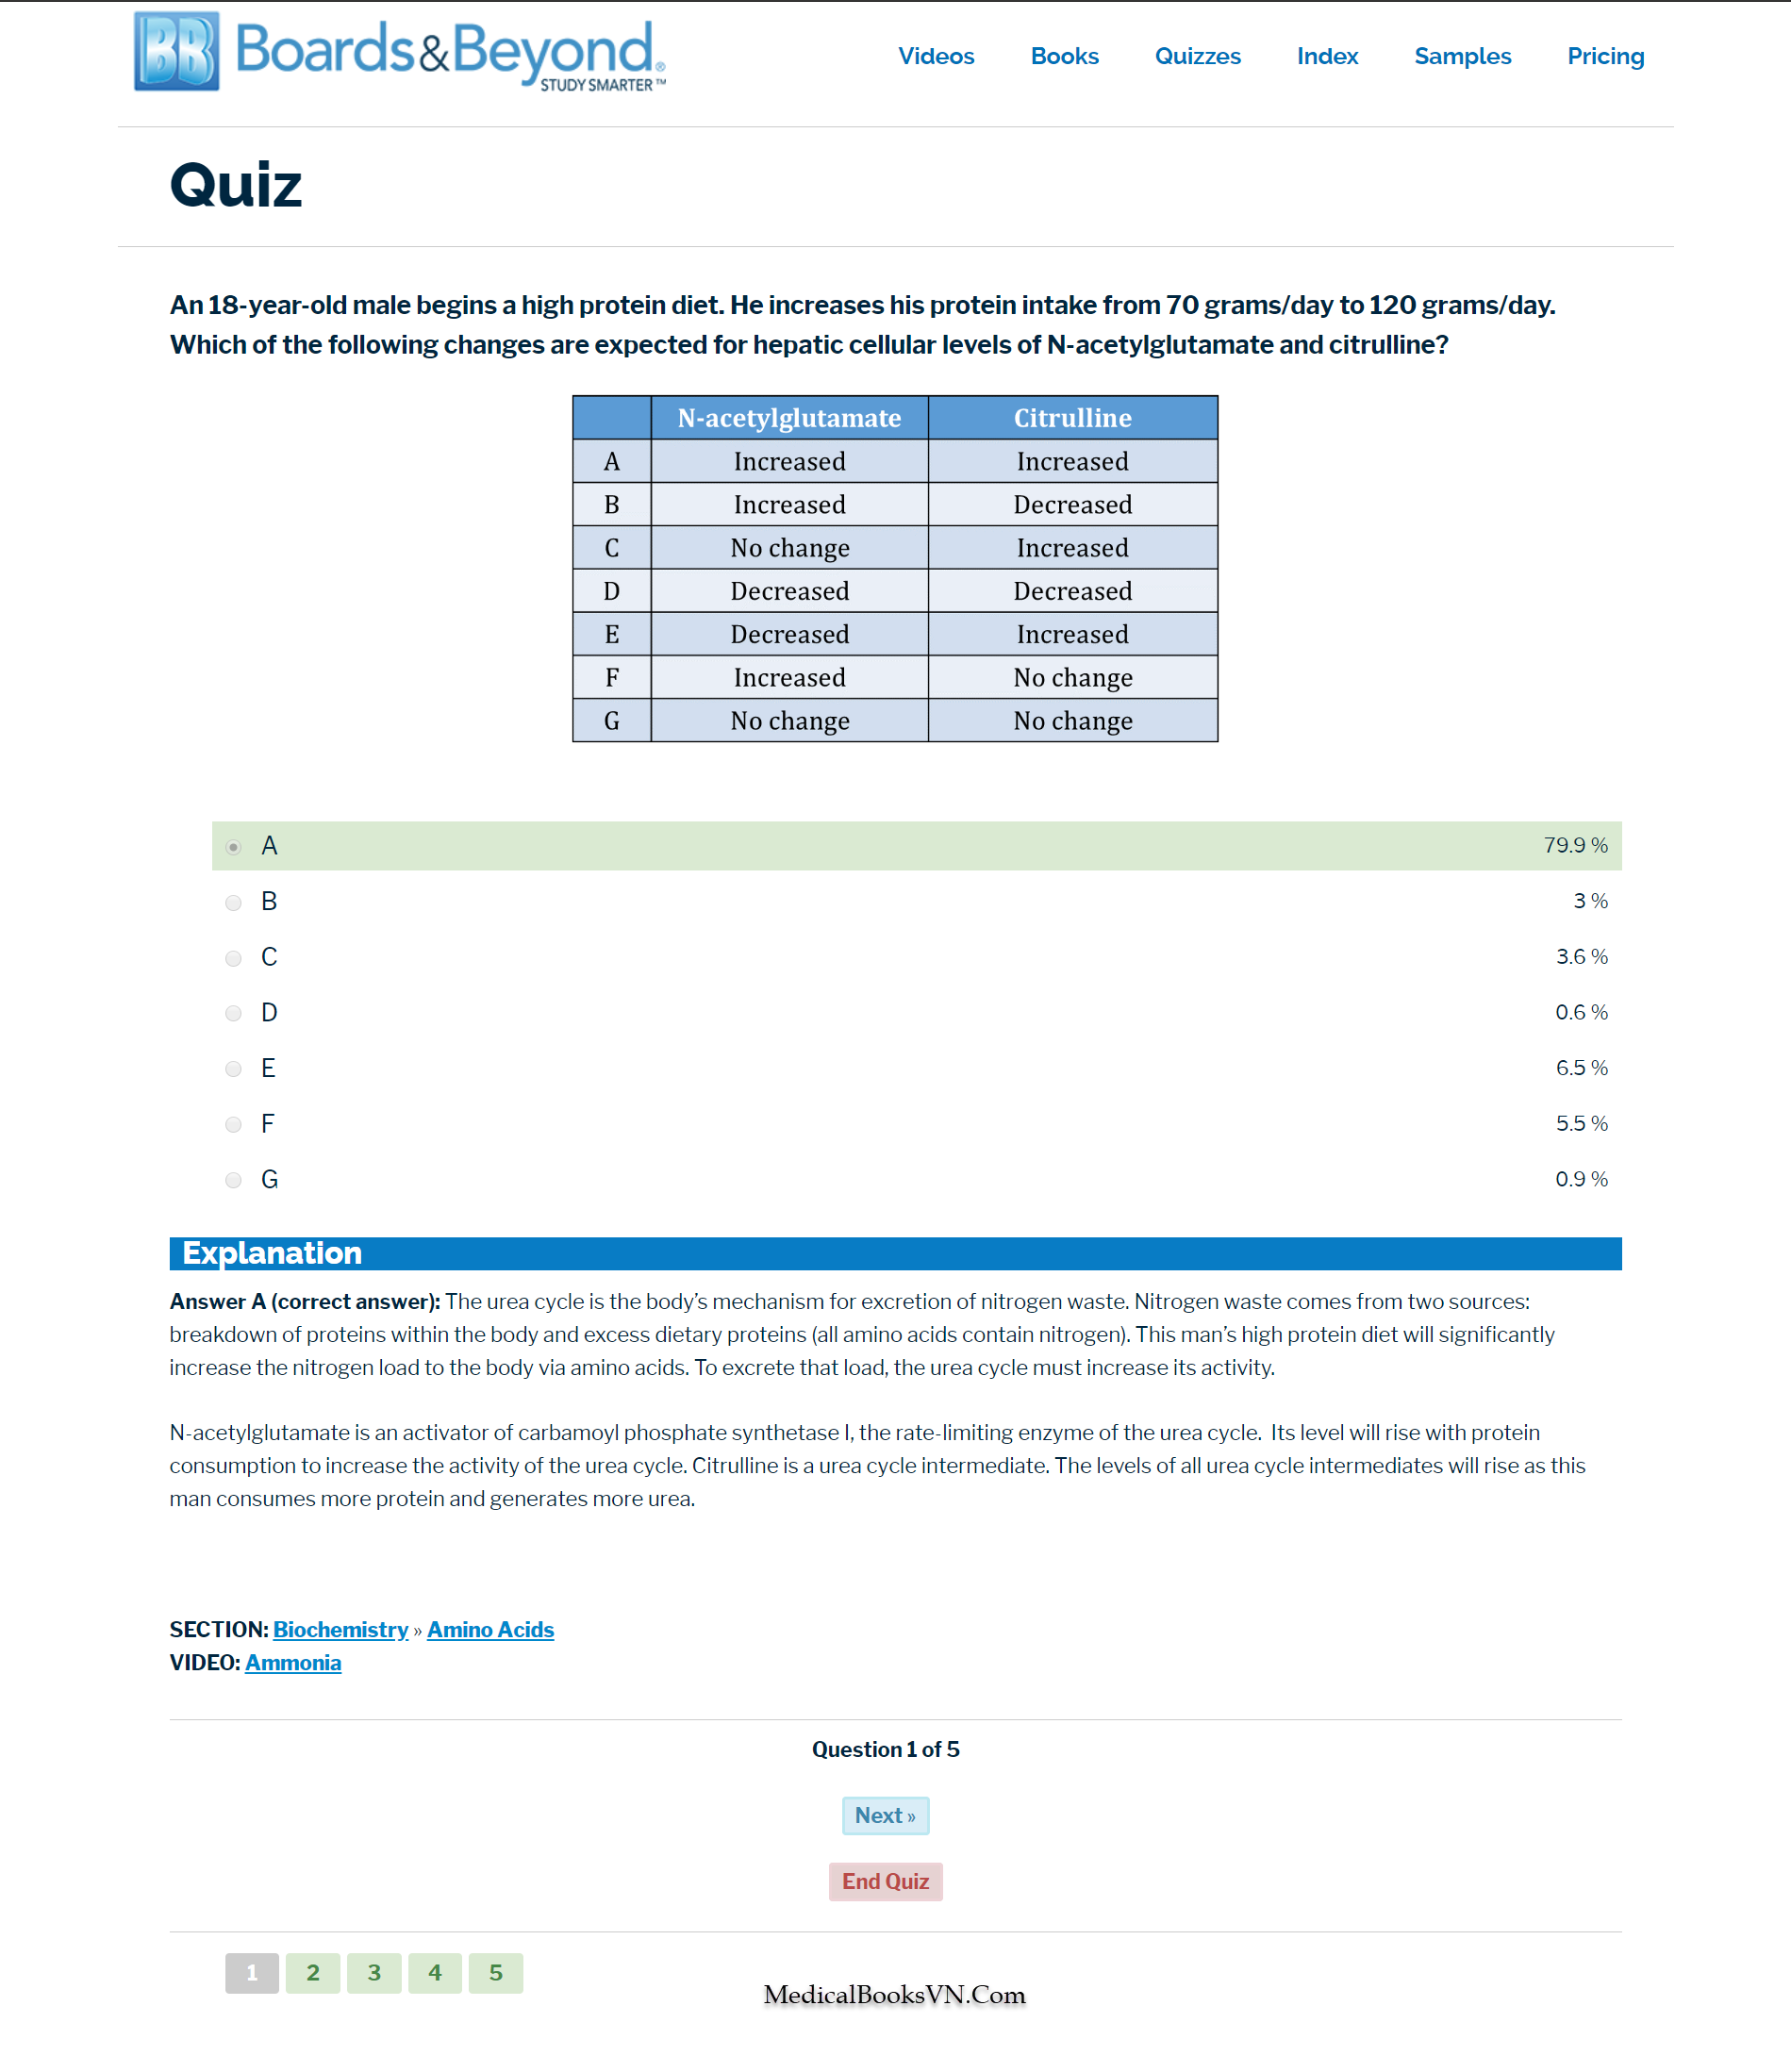 BB Boards&Beyond®
STUDY SMARTER™
Videos Books Quizzes Index Samples Pricing
Quiz
An 18-year-old male begins a high protein diet. He increases his protein intake from 70 grams/day to 120 grams/day.
Which of the following changes are expected for hepatic cellular levels of N-acetylglutamate and citrulline?
N-acetylglutamate Citrulline
A Increased Increased
B Increased Decreased
C No change Increased
D Decreased Decreased
E Decreased Increased
F Increased No change
G No change No change
A 79.9 %
B 3 %
C 3.6 %
D 0.6 %
E 6.5 %
F 5.5 %
G 0.9 %
Explanation
Answer A (correct answer): The urea cycle is the body’s mechanism for excretion of nitrogen waste. Nitrogen waste comes from two sources:
breakdown of proteins within the body and excess dietary proteins (all amino acids contain nitrogen). This man’s high protein diet will significantly
increase the nitrogen load to the body via amino acids. To excrete that load, the urea cycle must increase its activity.
N-acetylglutamate is an activator of carbamoyl phosphate synthetase I, the rate-limiting enzyme of the urea cycle. Its level will rise with protein
consumption to increase the activity of the urea cycle. Citrulline is a urea cycle intermediate. The levels of all urea cycle intermediates will rise as this
man consumes more protein and generates more urea.
SECTION: Biochemistry » Amino Acids
VIDEO: Ammonia
Question 1 of 5
Next »
End Quiz
1 2 3 4 5
MedicalBooksVN.Com